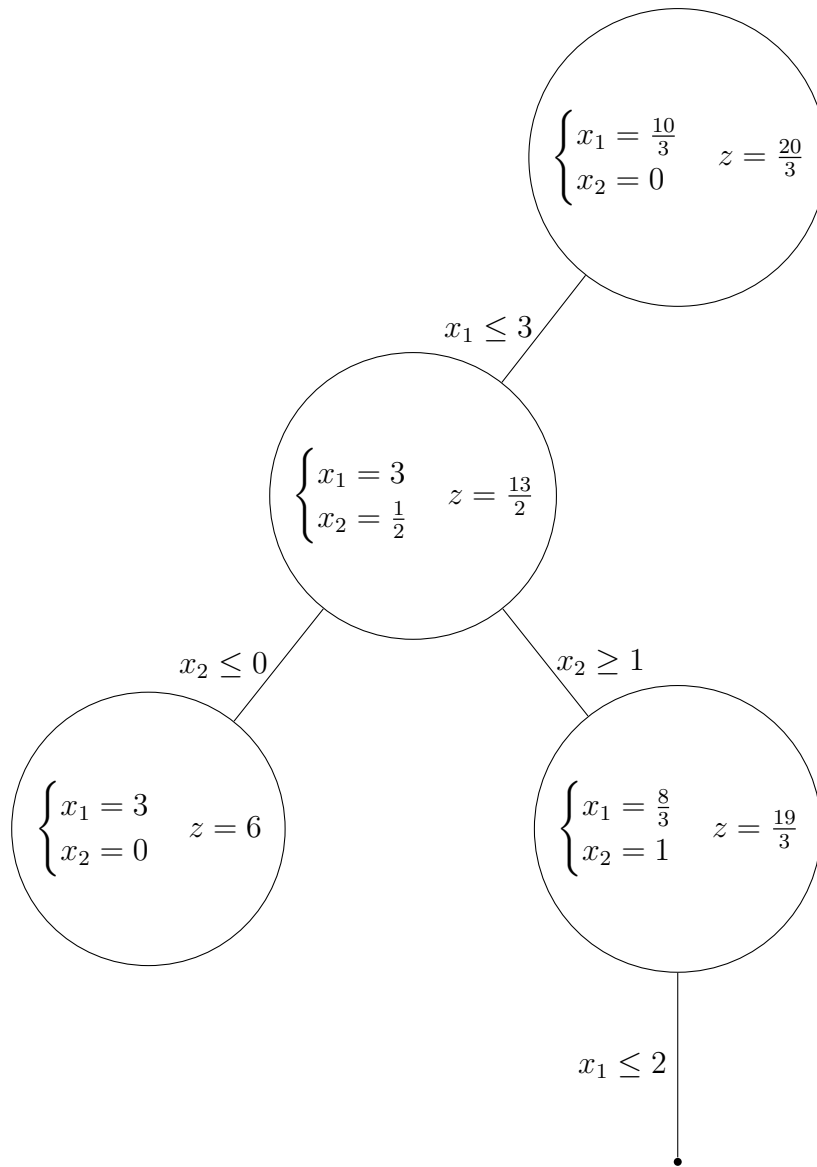 {x₁ = 10/3
x₂ = 0
z = 20/3
x₁ ≤ 3
{x₁ = 3
x₂ = 1/2
z = 13/2
x₂ ≤ 0
x₂ ≥ 1
{x₁ = 3
x₂ = 0
z = 6
{x₁ = 8/3
x₂ = 1
z = 19/3
x₁ ≤ 2